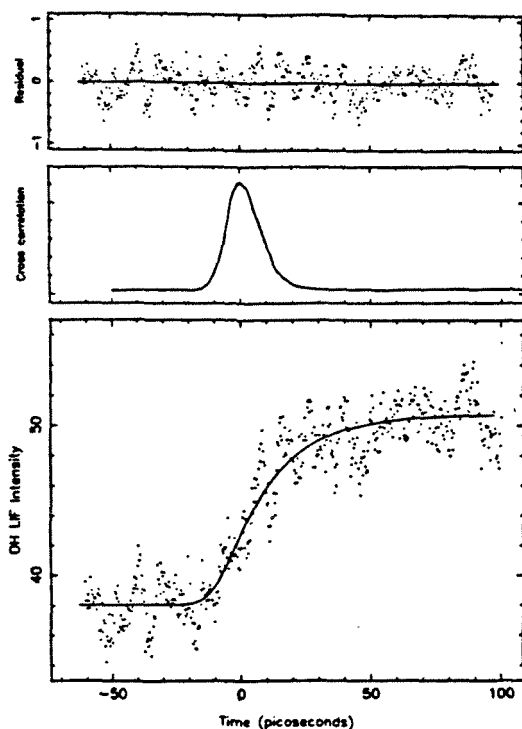 Residual
1
0
−1
Cross correlation
OH LIF Intensity
50
40
−50
0
50
100
Time (picoseconds)